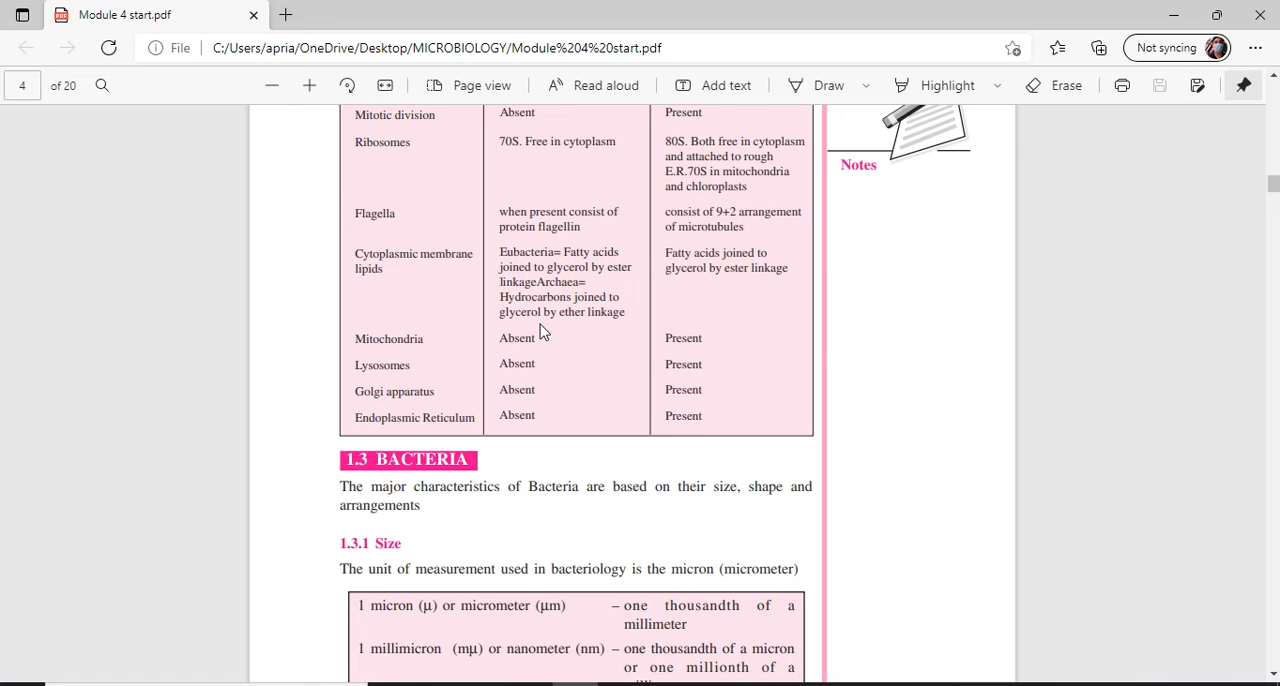 Module 4 start.pdf
File C:/Users/apria/OneDrive/Desktop/MICROBIOLOGY/Module%204%20start.pdf Not syncing
4 of 20 Page view Read aloud Add text Draw Highlight Erase
Mitotic division Absent Present
Ribosomes 70S. Free in cytoplasm 80S. Both free in cytoplasm
and attached to rough
E.R.70S in mitochondria
and chloroplasts
Notes
Flagella when present consist of consist of 9+2 arrangement
protein flagellin of microtubules
Cytoplasmic membrane Eubacteria= Fatty acids Fatty acids joined to
lipids joined to glycerol by ester glycerol by ester linkage
linkageArchaea=
Hydrocarbons joined to
glycerol by ether linkage
Mitochondria Absent Present
Lysosomes Absent Present
Golgi apparatus Absent Present
Endoplasmic Reticulum Absent Present
1.3 BACTERIA
The major characteristics of Bacteria are based on their size, shape and
arrangements
1.3.1 Size
The unit of measurement used in bacteriology is the micron (micrometer)
1 micron (μ) or micrometer (μm) – one thousandth of a
millimeter
1 millimicron (mμ) or nanometer (nm) – one thousandth of a micron
or one millionth of a